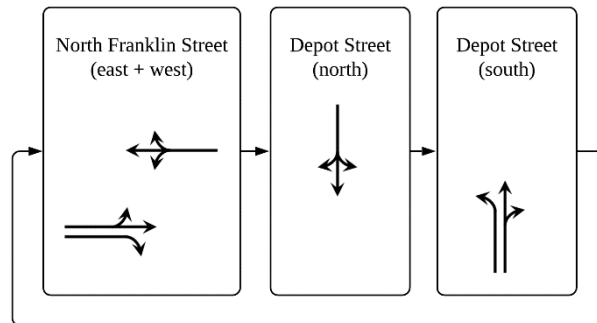 North Franklin Street
(east + west)
Depot Street
(north)
Depot Street
(south)